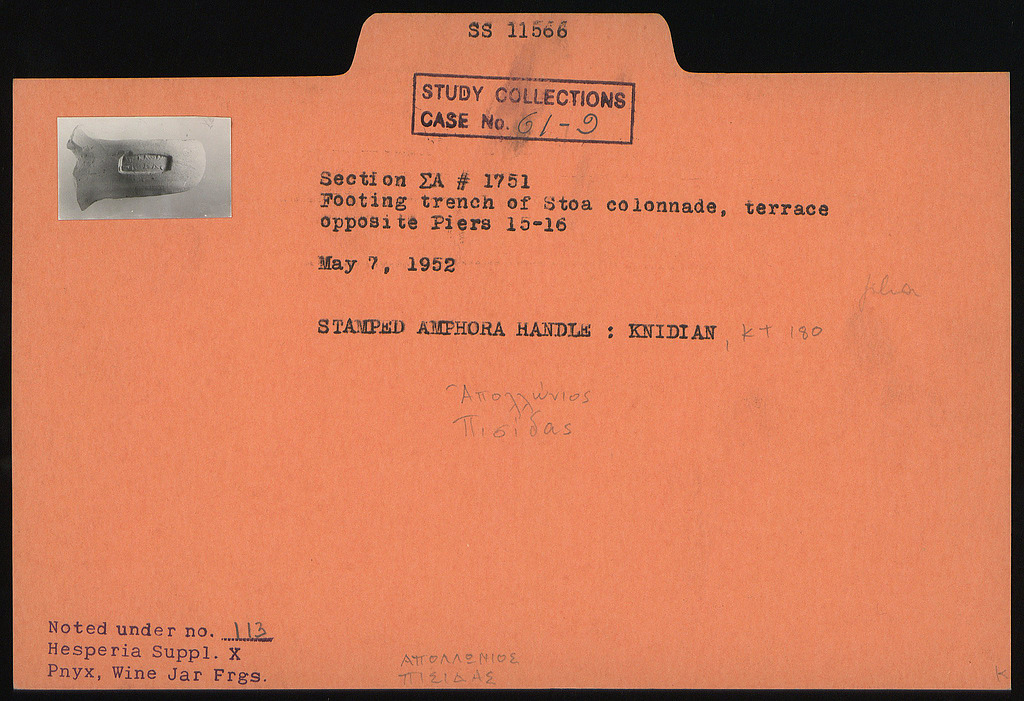 SS 11566
STUDY COLLECTIONS
CASE No. 61-9
Section ΣΑ # 1751
Footing trench of Stoa colonnade, terrace
opposite Piers 15-16
May 7, 1952
STAMPED AMPHORA HANDLE : KNIDIAN, KT 180
Ἀπολλώνιος
Πισίδας
Noted under no. 113
Hesperia Suppl. X
Pnyx, Wine Jar Frgs.
ΑΠΟΛΛΩΝΙΟΣ
ΠΙΣΙΔΑΣ
K